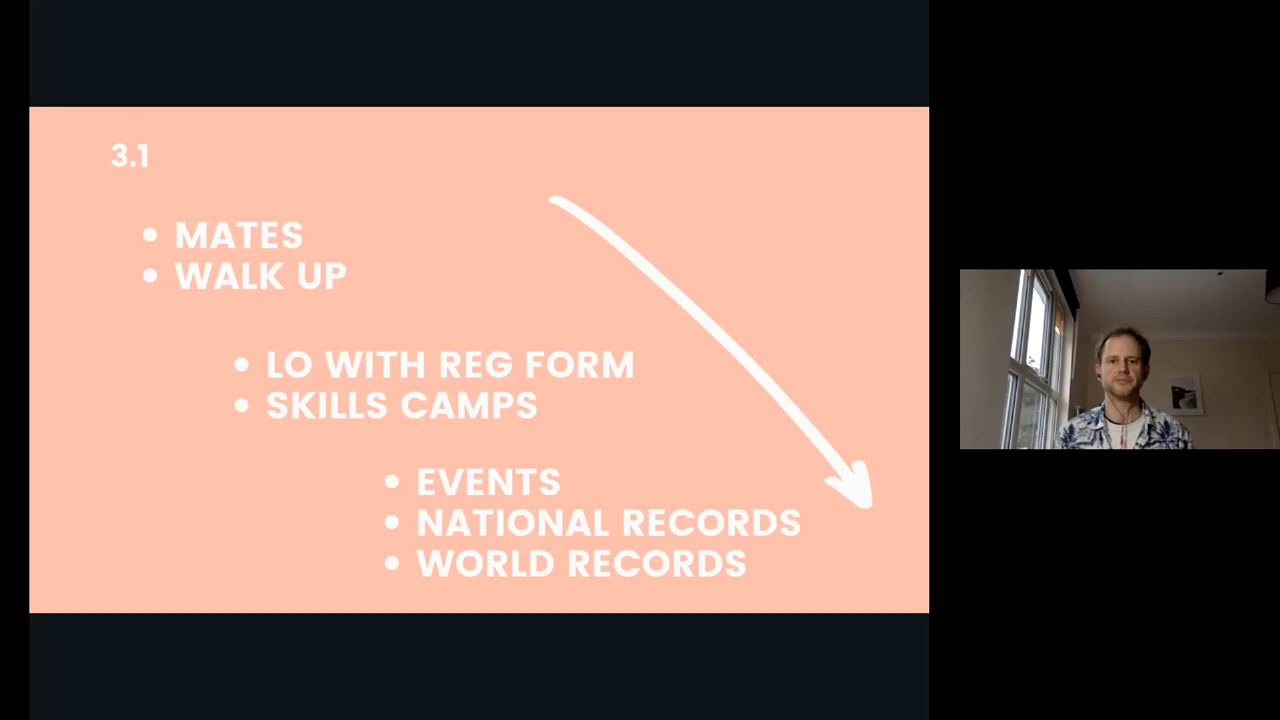 3.1
• MATES
• WALK UP
• LO WITH REG FORM
• SKILLS CAMPS
• EVENTS
• NATIONAL RECORDS
• WORLD RECORDS